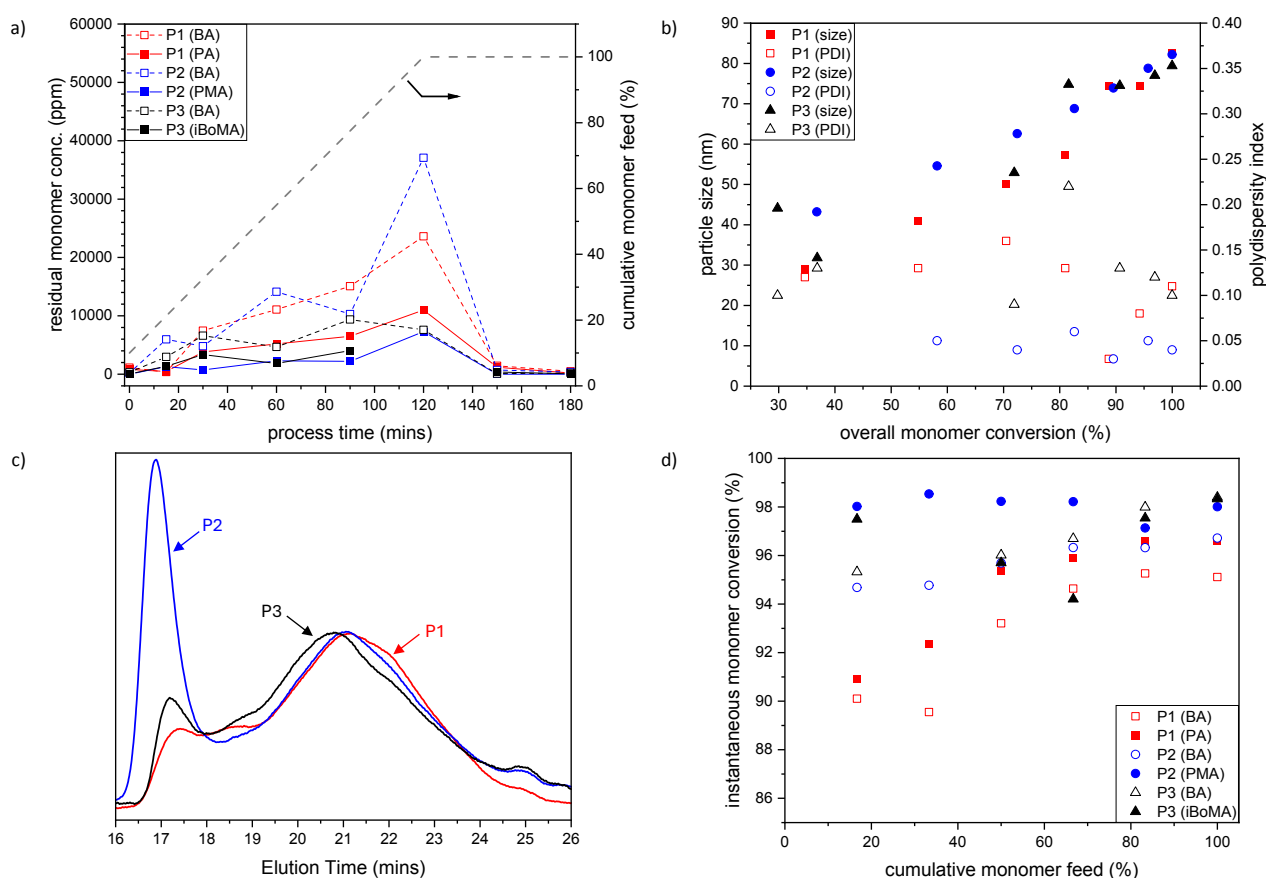 a)
60000
50000
40000
30000
20000
10000
0
residual monomer conc. (ppm)
P1 (BA)
P1 (PA)
P2 (BA)
P2 (PMA)
P3 (BA)
P3 (iBoMA)
100
80
60
40
20
0
cumulative monomer feed (%)
0 20 40 60 80 100 120 140 160 180
process time (mins)
b)
90
80
70
60
50
40
30
20
10
0
particle size (nm)
P1 (size)
P1 (PDI)
P2 (size)
P2 (PDI)
P3 (size)
P3 (PDI)
0.40
0.35
0.30
0.25
0.20
0.15
0.10
0.05
0.00
polydispersity index
30 40 50 60 70 80 90 100
overall monomer conversion (%)
c)
P2
P3
P1
16 17 18 19 20 21 22 23 24 25 26
Elution Time (mins)
d)
100
98
96
94
92
90
88
86
85
instantaneous monomer conversion (%)
P1 (BA)
P1 (PA)
P2 (BA)
P2 (PMA)
P3 (BA)
P3 (iBoMA)
0 20 40 60 80 100
cumulative monomer feed (%)